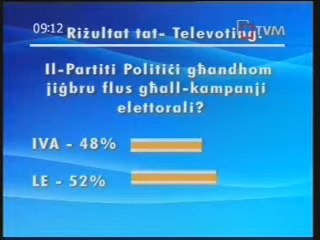 09:12
Riżultat tat- Televoting
TVM
Il-Partiti Politiċi għandhom
jiġbru flus għall-kampanji
elettorali?
IVA - 48%
LE - 52%